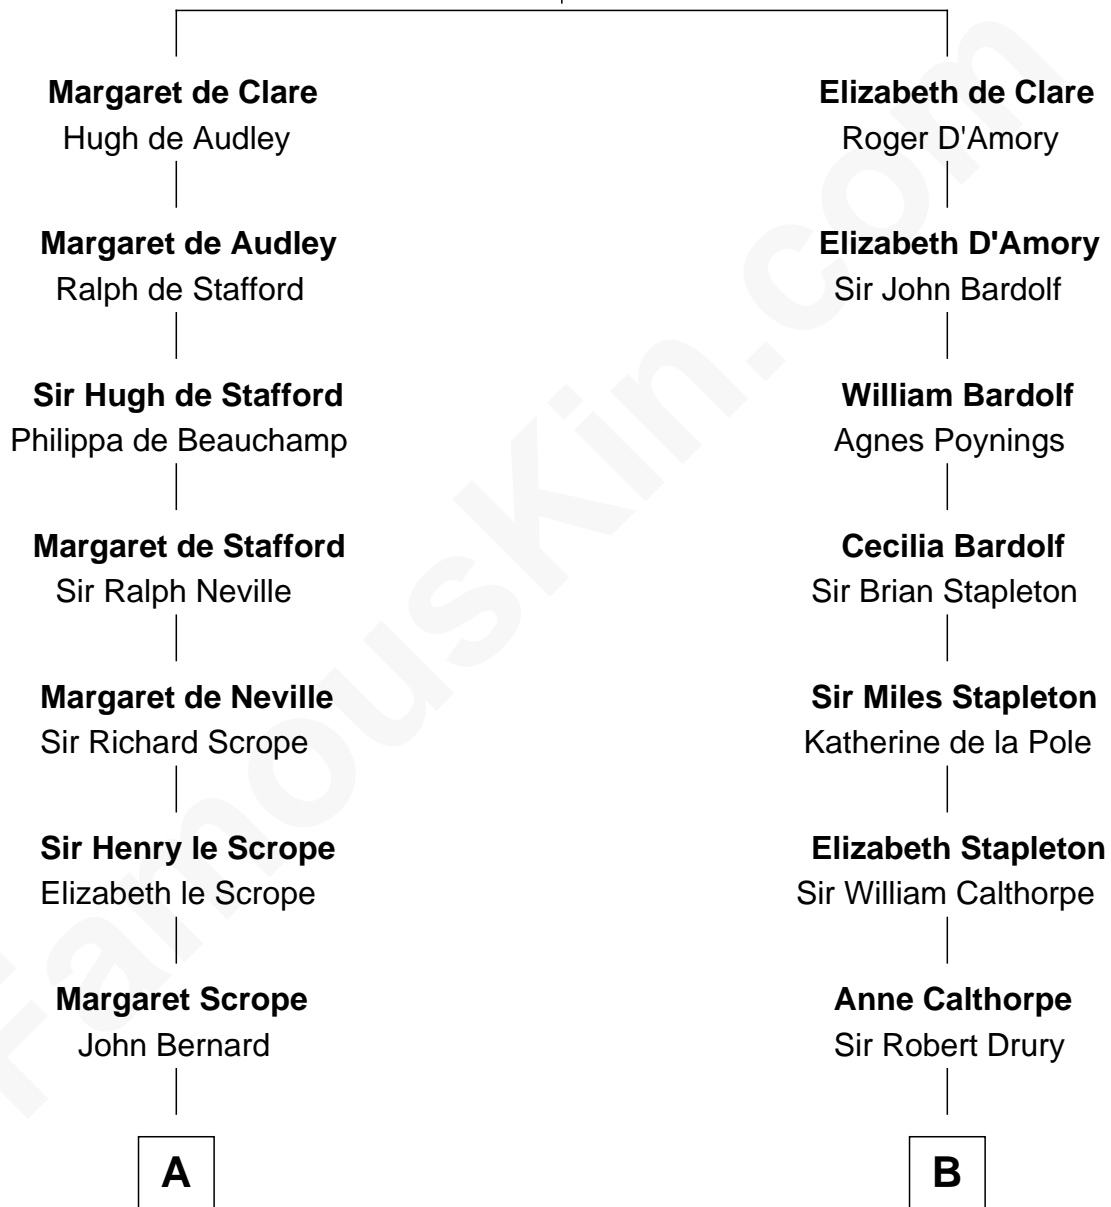 Margaret de Clare
Hugh de Audley
Margaret de Audley
Ralph de Stafford
Sir Hugh de Stafford
Philippa de Beauchamp
Margaret de Stafford
Sir Ralph Neville
Margaret de Neville
Sir Richard Scrope
Sir Henry le Scrope
Elizabeth le Scrope
Margaret Scrope
John Bernard
A
Elizabeth de Clare
Roger D'Amory
Elizabeth D'Amory
Sir John Bardolf
William Bardolf
Agnes Poynings
Cecilia Bardolf
Sir Brian Stapleton
Sir Miles Stapleton
Katherine de la Pole
Elizabeth Stapleton
Sir William Calthorpe
Anne Calthorpe
Sir Robert Drury
B
FamousKin.com